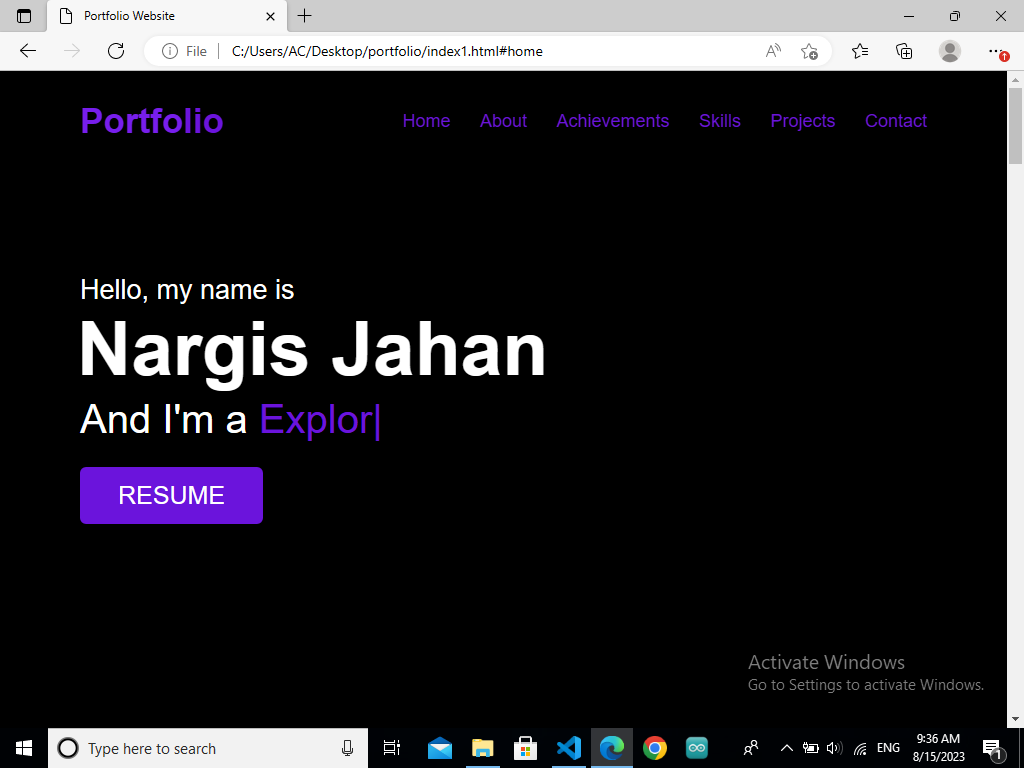 Portfolio Website
File
C:/Users/AC/Desktop/portfolio/index1.html#home
Portfolio
Home About Achievements Skills Projects Contact
Hello, my name is
Nargis Jahan
And I'm a Explor|
RESUME
Activate Windows
Go to Settings to activate Windows.
Type here to search
ENG
9:36 AM
8/15/2023
1